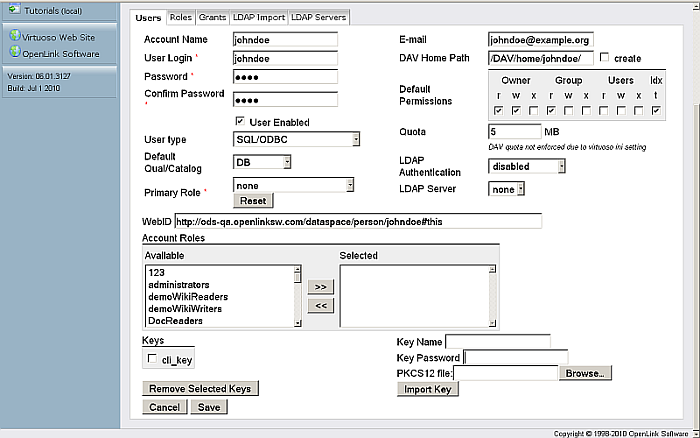 Tutorials (local)
Virtuoso Web Site
OpenLink Software
Version: 06.01.3127
Build: Jul 1 2010
Users Roles Grants LDAP Import LDAP Servers
Account Name johndoe
E-mail johndoe@example.org
User Login * johndoe
DAV Home Path /DAV/home/johndoe/ create
Password *
Confirm Password *
Default Permissions
Owner Group Users Idx
r w x r w x r w x t
User Enabled
User type SQL/ODBC
Quota 5 MB
DAV quota not enforced due to virtuoso ini setting
Default Qual/Catalog DB
LDAP Authentication disabled
Primary Role * none
LDAP Server none
Reset
WebID http://ods-qa.openlinksw.com/dataspace/person/johndoe#this
Account Roles
Available Selected
123
administrators
demoWikiReaders
demoWikiWriters
DocReaders
>>
<<
Keys
cli_key
Key Name
Key Password
PKCS12 file: Browse...
Remove Selected Keys
Import Key
Cancel Save
Copyright © 1998-2010 OpenLink Software